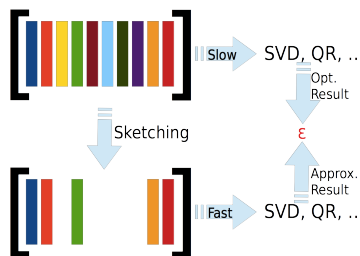 Slow
SVD, QR, ..
Opt.
Result
Sketching
ε
Approx.
Result
Fast
SVD, QR, ..